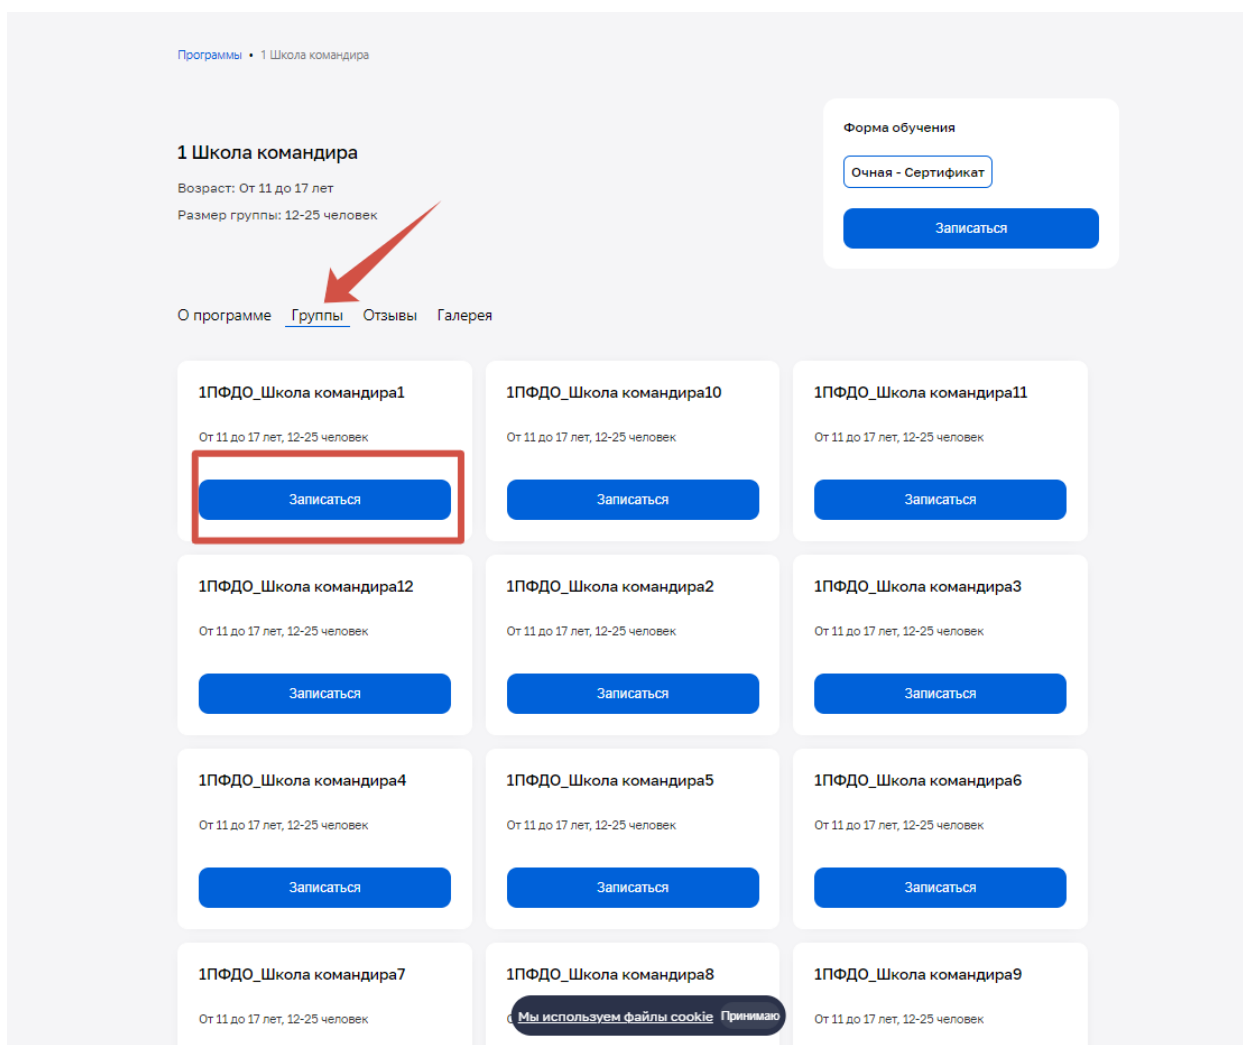 Программы • 1 Школа командира
Форма обучения
1 Школа командира
Очная - Сертификат
Возраст: От 11 до 17 лет
Размер группы: 12-25 человек
Записаться
О программе Группы Отзывы Галерея
1ПФДО_Школа командира1
От 11 до 17 лет, 12-25 человек
Записаться
1ПФДО_Школа командира10
От 11 до 17 лет, 12-25 человек
Записаться
1ПФДО_Школа командира11
От 11 до 17 лет, 12-25 человек
Записаться
1ПФДО_Школа командира12
От 11 до 17 лет, 12-25 человек
Записаться
1ПФДО_Школа командира2
От 11 до 17 лет, 12-25 человек
Записаться
1ПФДО_Школа командира3
От 11 до 17 лет, 12-25 человек
Записаться
1ПФДО_Школа командира4
От 11 до 17 лет, 12-25 человек
Записаться
1ПФДО_Школа командира5
От 11 до 17 лет, 12-25 человек
Записаться
1ПФДО_Школа командира6
От 11 до 17 лет, 12-25 человек
Записаться
1ПФДО_Школа командира7
От 11 до 17 лет, 12-25 человек
1ПФДО_Школа командира8
Мы используем файлы cookie Принимаю
1ПФДО_Школа командира9
От 11 до 17 лет, 12-25 человек